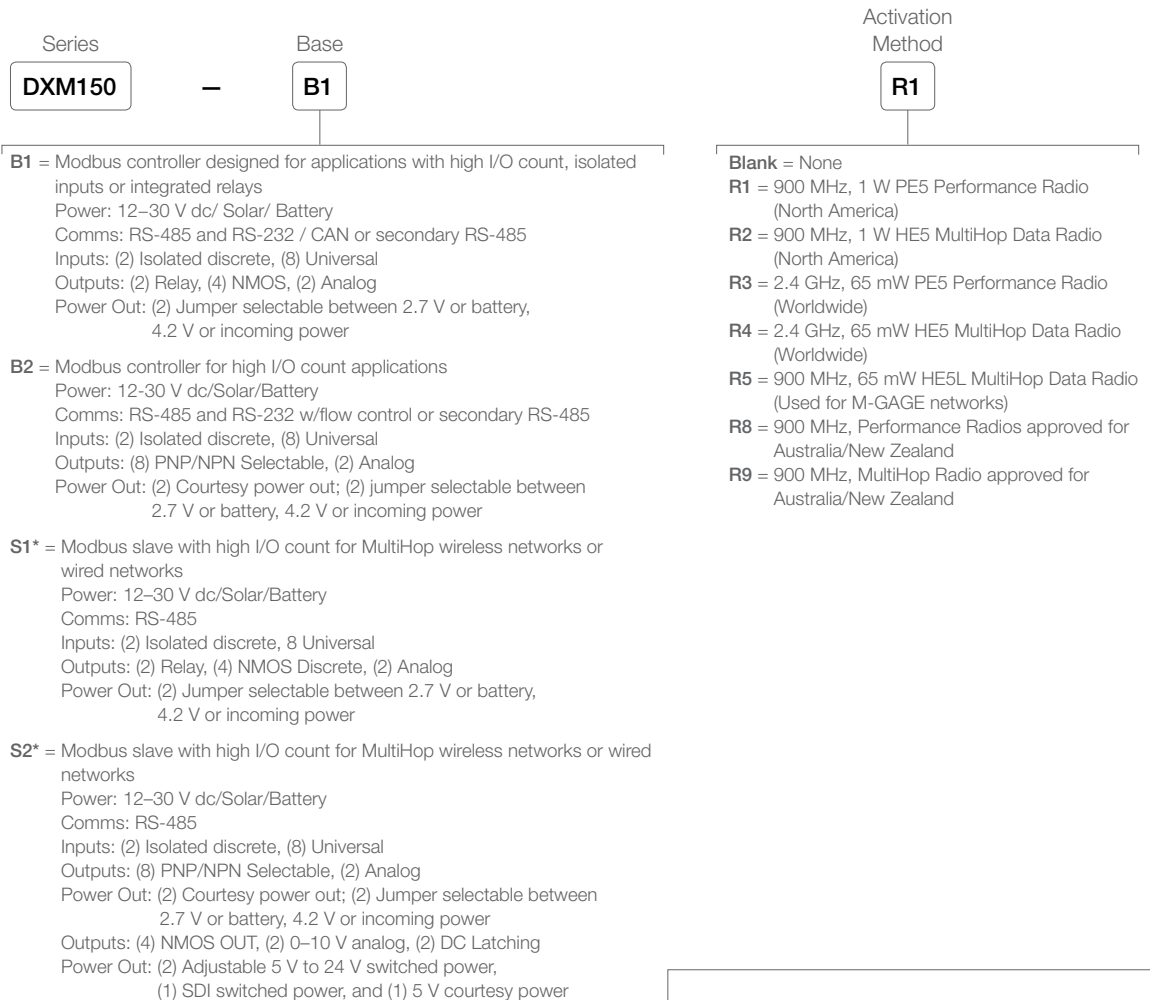 Series
Base
Activation
Method
DXM150
–
B1
R1
B1 = Modbus controller designed for applications with high I/O count, isolated
inputs or integrated relays
Power: 12–30 V dc/ Solar/ Battery
Comms: RS-485 and RS-232 / CAN or secondary RS-485
Inputs: (2) Isolated discrete, (8) Universal
Outputs: (2) Relay, (4) NMOS, (2) Analog
Power Out: (2) Jumper selectable between 2.7 V or battery,
4.2 V or incoming power
B2 = Modbus controller for high I/O count applications
Power: 12-30 V dc/Solar/Battery
Comms: RS-485 and RS-232 w/flow control or secondary RS-485
Inputs: (2) Isolated discrete, (8) Universal
Outputs: (8) PNP/NPN Selectable, (2) Analog
Power Out: (2) Courtesy power out; (2) jumper selectable between
2.7 V or battery, 4.2 V or incoming power
S1* = Modbus slave with high I/O count for MultiHop wireless networks or
wired networks
Power: 12–30 V dc/Solar/Battery
Comms: RS-485
Inputs: (2) Isolated discrete, 8 Universal
Outputs: (2) Relay, (4) NMOS Discrete, (2) Analog
Power Out: (2) Jumper selectable between 2.7 V or battery,
4.2 V or incoming power
S2* = Modbus slave with high I/O count for MultiHop wireless networks or wired
networks
Power: 12–30 V dc/Solar/Battery
Comms: RS-485
Inputs: (2) Isolated discrete, (8) Universal
Outputs: (8) PNP/NPN Selectable, (2) Analog
Power Out: (2) Courtesy power out; (2) Jumper selectable between
2.7 V or battery, 4.2 V or incoming power
Outputs: (4) NMOS OUT, (2) 0–10 V analog, (2) DC Latching
Power Out: (2) Adjustable 5 V to 24 V switched power,
(1) SDI switched power, and (1) 5 V courtesy power
Blank = None
R1 = 900 MHz, 1 W PE5 Performance Radio
(North America)
R2 = 900 MHz, 1 W HE5 MultiHop Data Radio
(North America)
R3 = 2.4 GHz, 65 mW PE5 Performance Radio
(Worldwide)
R4 = 2.4 GHz, 65 mW HE5 MultiHop Data Radio
(Worldwide)
R5 = 900 MHz, 65 mW HE5L MultiHop Data Radio
(Used for M-GAGE networks)
R8 = 900 MHz, Performance Radios approved for
Australia/New Zealand
R9 = 900 MHz, MultiHop Radio approved for
Australia/New Zealand